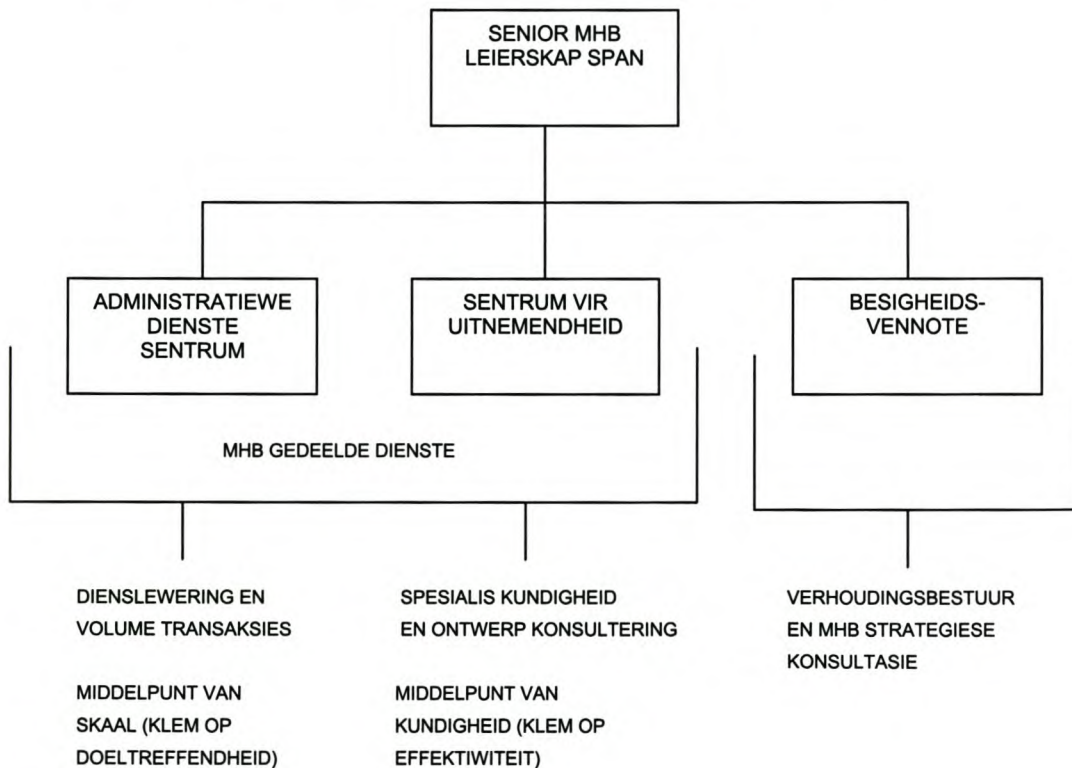 SENIOR MHB
LEIERSKAP SPAN
ADMINISTRATIEWE
DIENSTE
SENTRUM
SENTRUM VIR
UITNEMENDHEID
BESIGHEIDS-
VENNOTE
MHB GEDEELDE DIENSTE
DIENSLEWERING EN
VOLUME TRANSAKSIES
MIDDELPUNT VAN
SKAAL (KLEM OP
DOELTREFFENDHEID)
SPESIALIS KUNDIGHEID
EN ONTWERP KONSULTERING
MIDDELPUNT VAN
KUNDIGHEID (KLEM OP
EFFEKTIWITEIT)
VERHOUDINGSBESTUUR
EN MHB STRATEGIESE
KONSULTASIE